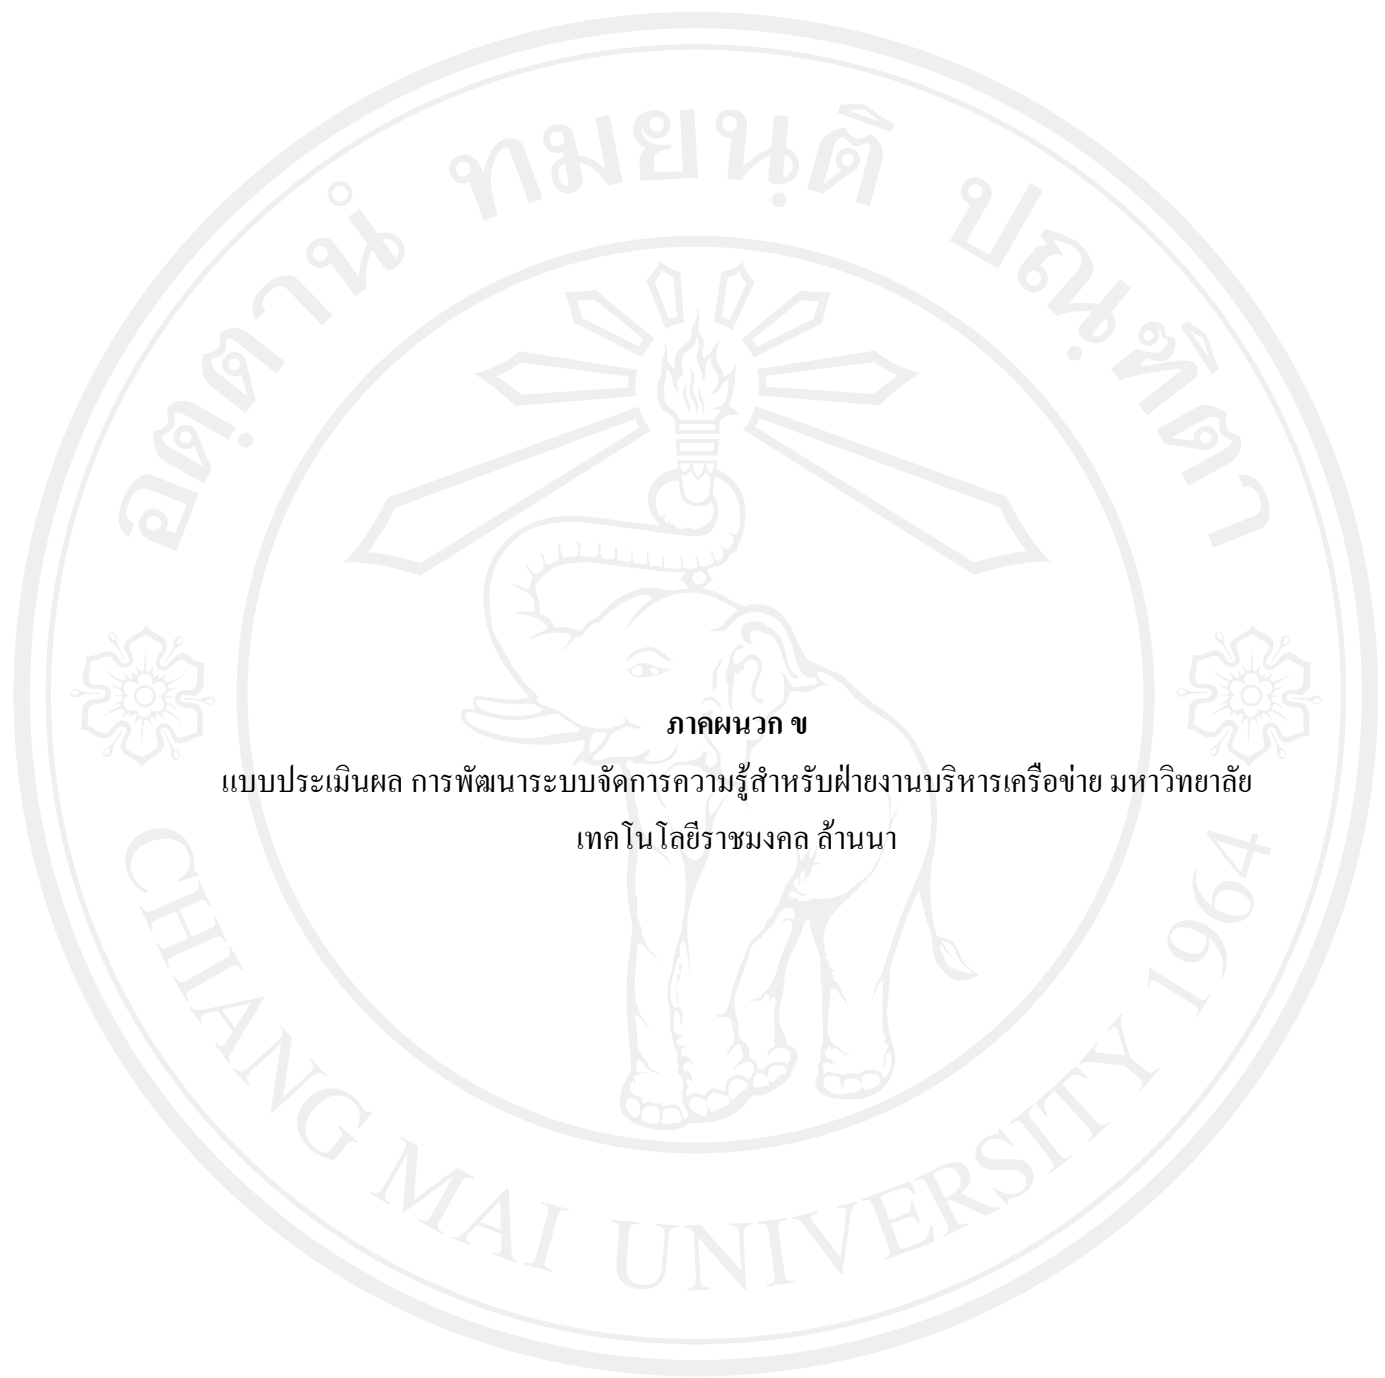 อตฺตานํ ทมยนฺติ ปณฺฑิตา
ภาคผนวก ข
แบบประเมินผล การพัฒนาระบบจัดการความรู้สำหรับฝ่ายงานบริหารเครือข่าย มหาวิทยาลัย
เทคโนโลยีราชมงคล ล้านนา
CHIANG MAI UNIVERSITY 1964